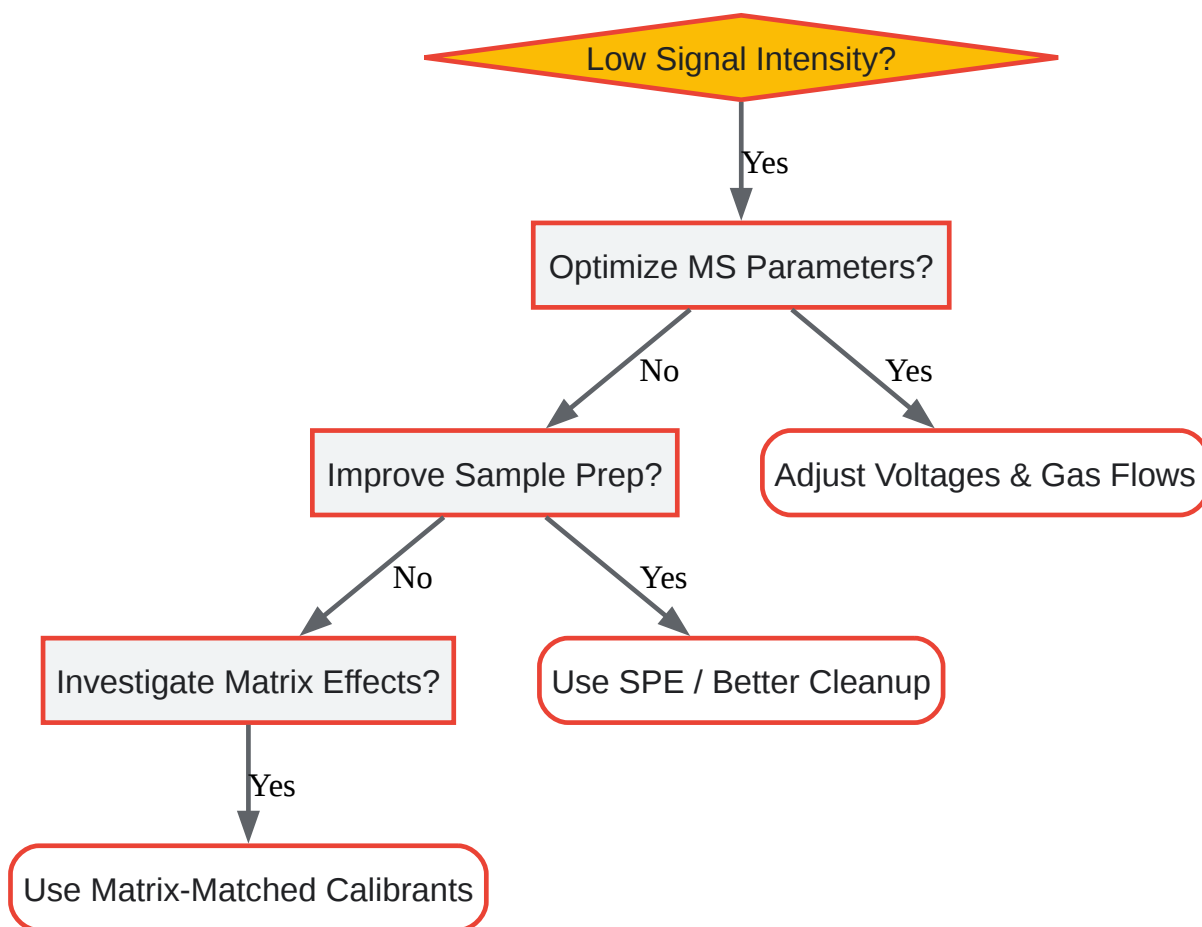 Low Signal Intensity?
Yes
Optimize MS Parameters?
No
Yes
Improve Sample Prep?
Adjust Voltages & Gas Flows
No
Yes
Investigate Matrix Effects?
Use SPE / Better Cleanup
Yes
Use Matrix-Matched Calibrants